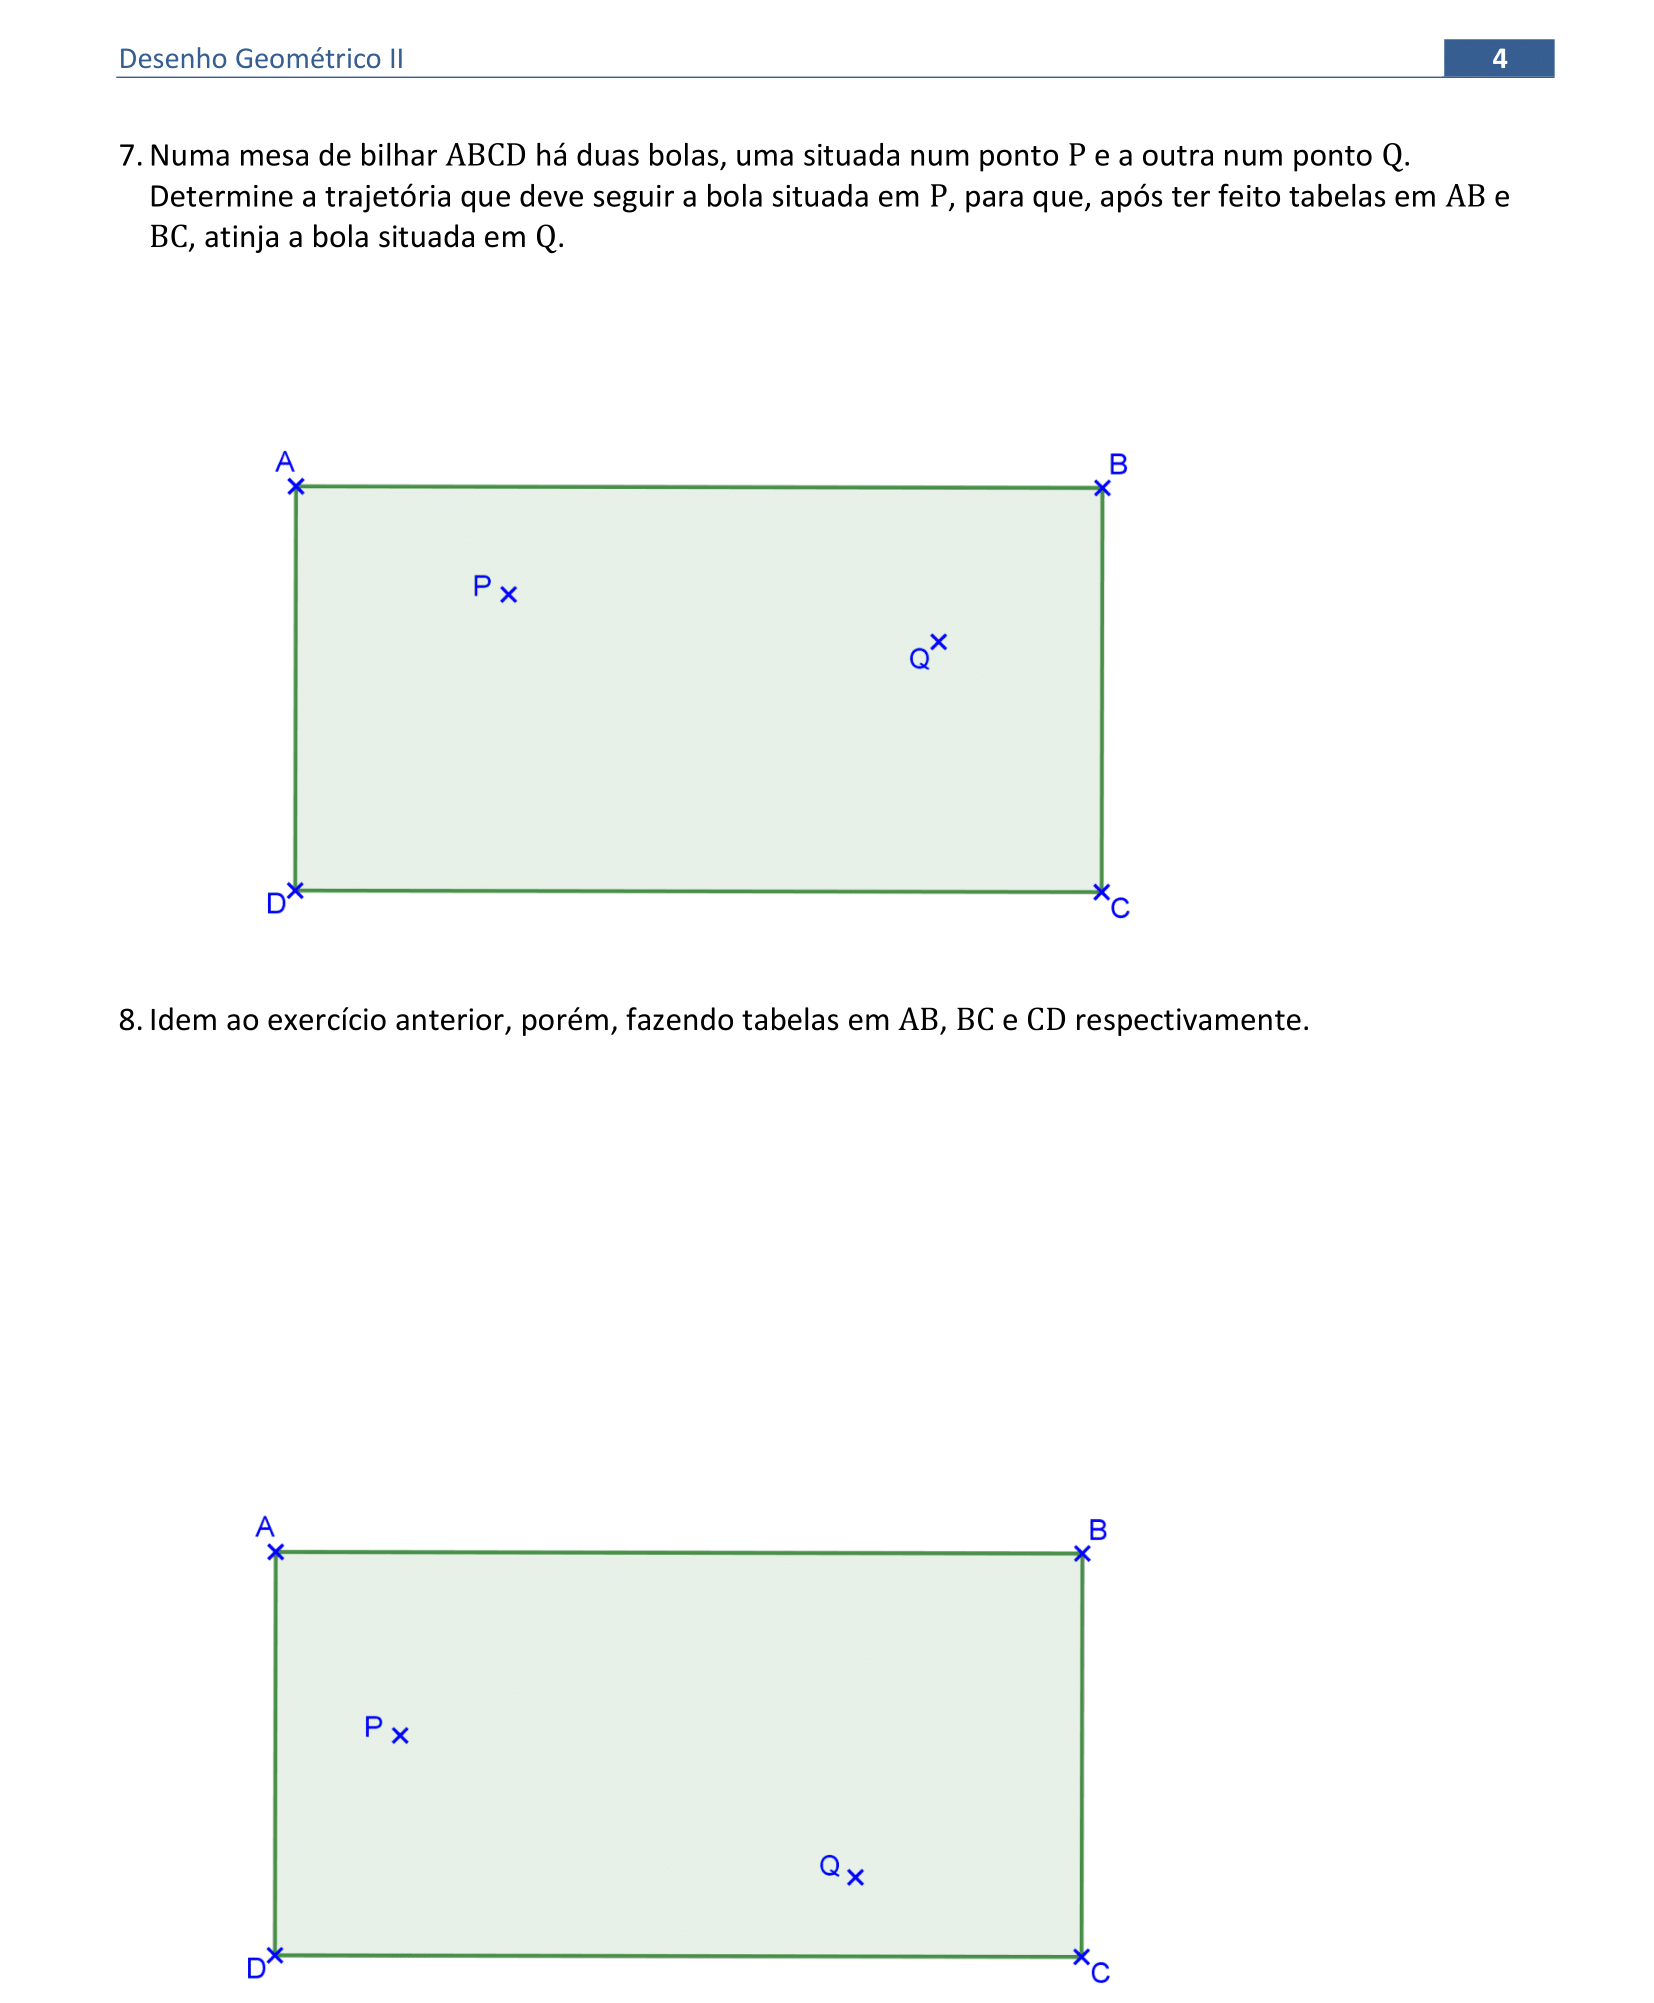 Desenho Geométrico II 4
7. Numa mesa de bilhar ABCD há duas bolas, uma situada num ponto P e a outra num ponto Q.
Determine a trajetória que deve seguir a bola situada em P, para que, após ter feito tabelas em AB e
BC, atinja a bola situada em Q.
A
B
P
Q
D
C
8. Idem ao exercício anterior, porém, fazendo tabelas em AB, BC e CD respectivamente.
A
B
P
Q
D
C